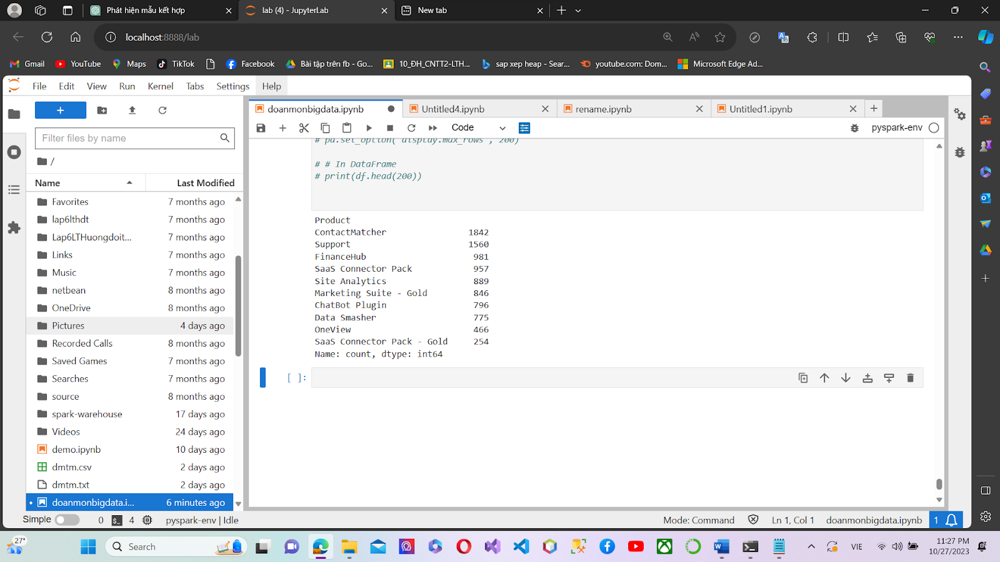 Phát hiện mẫu kết hợp
lab (4) - JupyterLab
New tab
localhost:8888/lab
Gmail YouTube Maps TikTok Facebook Bài tập trên fb - Go... 10_ĐH_CNTT2-LTH... sap xep heap - Sear... youtube.com: Dom... Microsoft Edge Ad...
File Edit View Run Kernel Tabs Settings Help
doanmonbigdata.ipynb Untitled4.ipynb rename.ipynb Untitled1.ipynb
Code
pyspark-env
Filter files by name
/
Name Last Modified
Favorites 7 months ago
lap6lthdt 7 months ago
Lap6LTHuongdoit... 7 months ago
Links 7 months ago
Music 7 months ago
netbean 8 months ago
OneDrive 8 months ago
Pictures 4 days ago
Recorded Calls 8 months ago
Saved Games 7 months ago
Searches 7 months ago
source 8 months ago
spark-warehouse 17 days ago
Videos 24 days ago
demo.ipynb 10 days ago
dmtm.csv 2 days ago
dmtm.txt 2 days ago
doanmonbigdata.i... 6 minutes ago
# pd.set_option('display.max_rows', 200)
# # In DataFrame
# print(df.head(200))
Product
ContactMatcher 1842
Support 1560
FinanceHub 981
SaaS Connector Pack 957
Site Analytics 889
Marketing Suite - Gold 846
ChatBot Plugin 796
Data Smasher 775
OneView 466
SaaS Connector Pack - Gold 254
Name: count, dtype: int64
[ ]:
Simple 0 4 pyspark-env | Idle Mode: Command Ln 1, Col 1 doanmonbigdata.ipynb 1
27°
Search
VIE
11:27 PM
10/27/2023